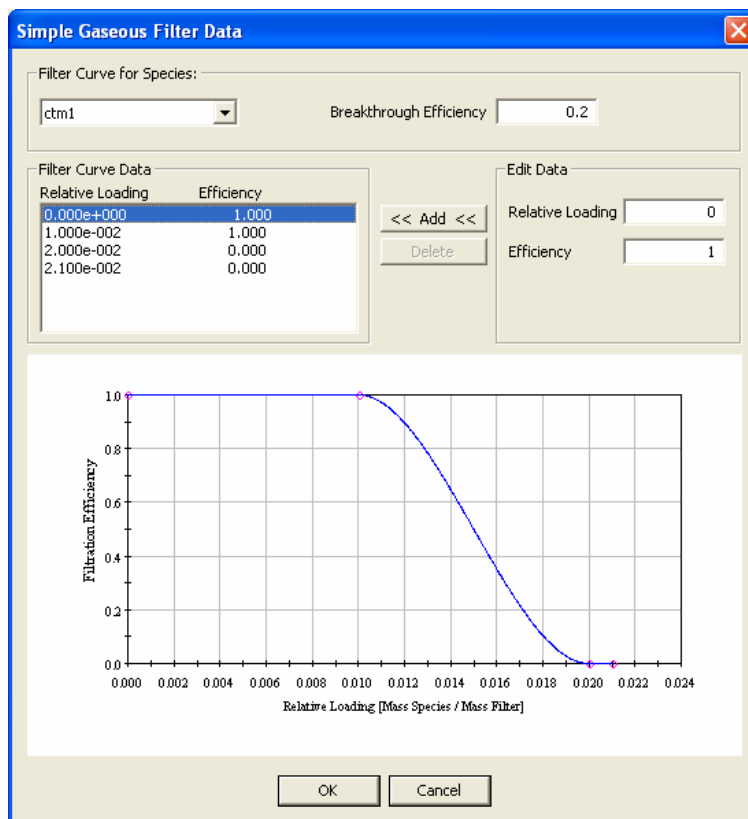 Simple Gaseous Filter Data
Filter Curve for Species:
ctm1
Breakthrough Efficiency 0.2
Filter Curve Data
Relative Loading Efficiency
0.000e+000 1.000
1.000e-002 1.000
2.000e-002 0.000
2.100e-002 0.000
<< Add <<
Delete
Edit Data
Relative Loading 0
Efficiency 1
1.0
0.8
0.6
0.4
0.2
0.0
Filtration Efficiency
0.000 0.002 0.004 0.006 0.008 0.010 0.012 0.014 0.016 0.018 0.020 0.022 0.024
Relative Loading [Mass Species / Mass Filter]
OK Cancel